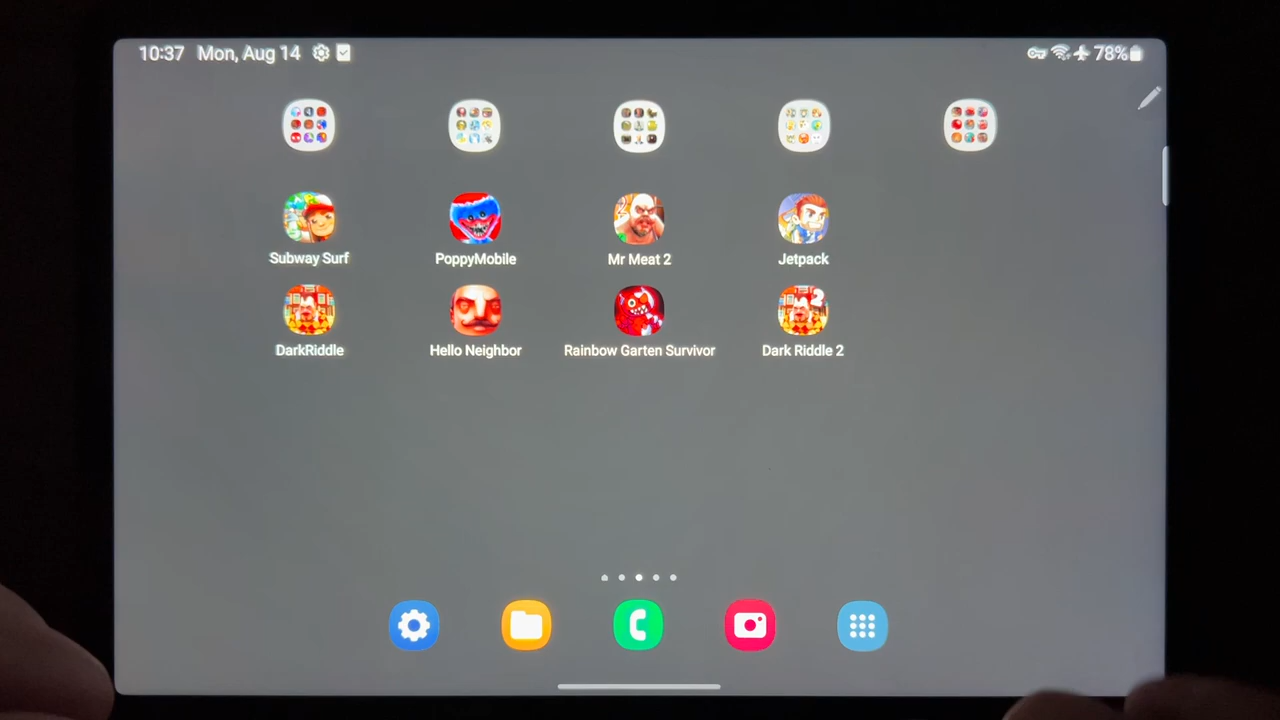 10:37 Mon, Aug 14 78%
Subway Surf PoppyMobile Mr Meat 2 Jetpack
2
DarkRiddle Hello Neighbor Rainbow Garten Survivor Dark Riddle 2